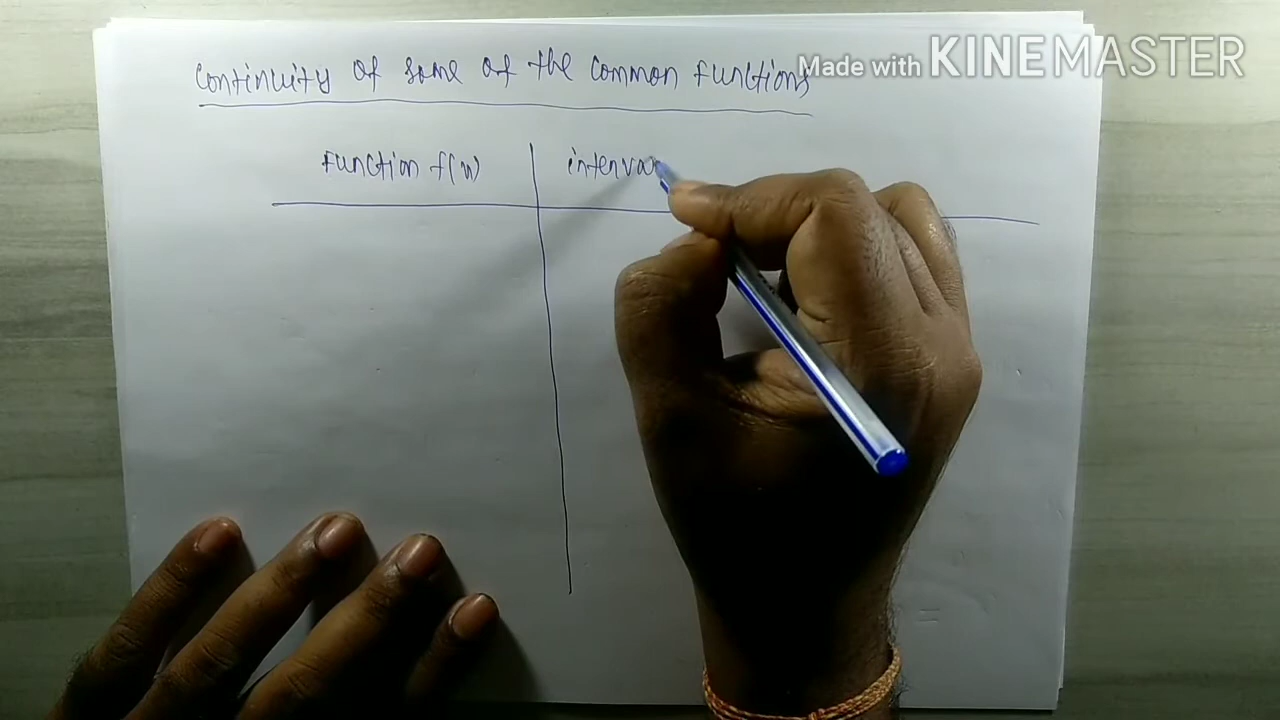 Continuity of some of the common functions
Made with KINEMASTER
Function f(x)
interva